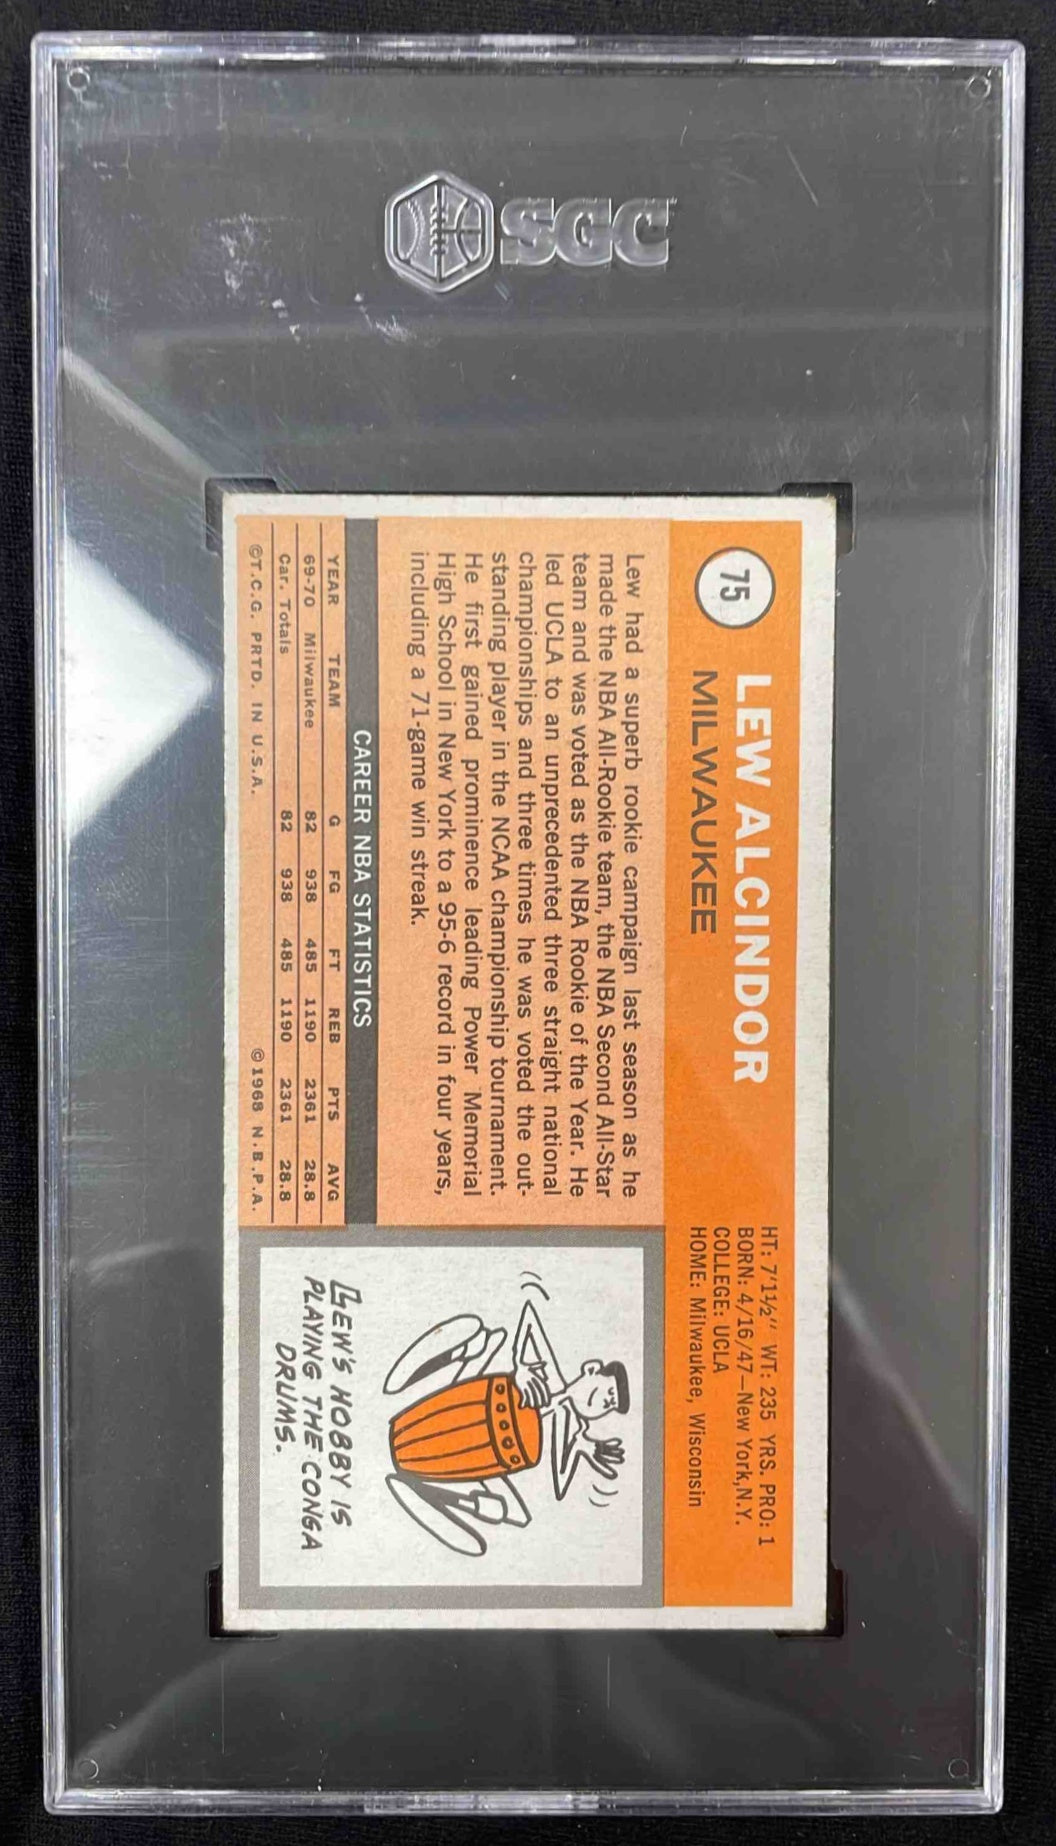 SGC
75
LEW ALCINDOR
MILWAUKEE
HT: 7'1½" WT: 235 YRS. PRO: 1
BORN: 4/16/47—New York,N.Y.
COLLEGE: UCLA
HOME: Milwaukee, Wisconsin
Lew had a superb rookie campaign last season as he
made the NBA All-Rookie team, the NBA Second All-Star
team and was voted as the NBA Rookie of the Year. He
led UCLA to an unprecedented three straight national
championships and three times he was voted the out-
standing player in the NCAA championship tournament.
He first gained prominence leading Power Memorial
High School in New York to a 95-6 record in four years,
including a 71-game win streak.
CAREER NBA STATISTICS
YEAR TEAM G FG FT REB PTS AVG
69-70 Milwaukee 82 938 485 1190 2361 28.8
Car. Totals 82 938 485 1190 2361 28.8
©T.C.G. PRTD. IN U.S.A. ©1968 N.B.P.A.
LEW'S HOBBY IS
PLAYING THE CONGA
DRUMS.